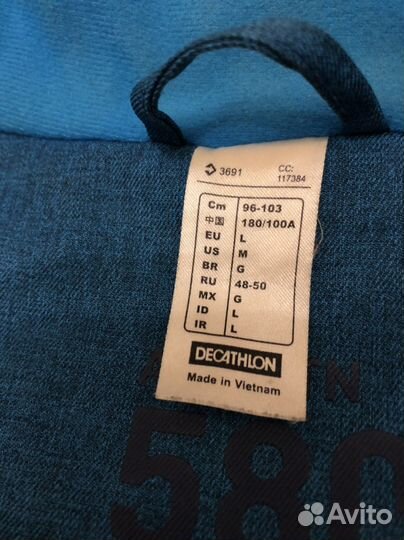 3691 CC:
117384
Cm 96-103
中国 180/100A
EU L
US M
BR G
RU 48-50
MX G
ID L
IR L
DECATHLON
Made in Vietnam
580
Avito